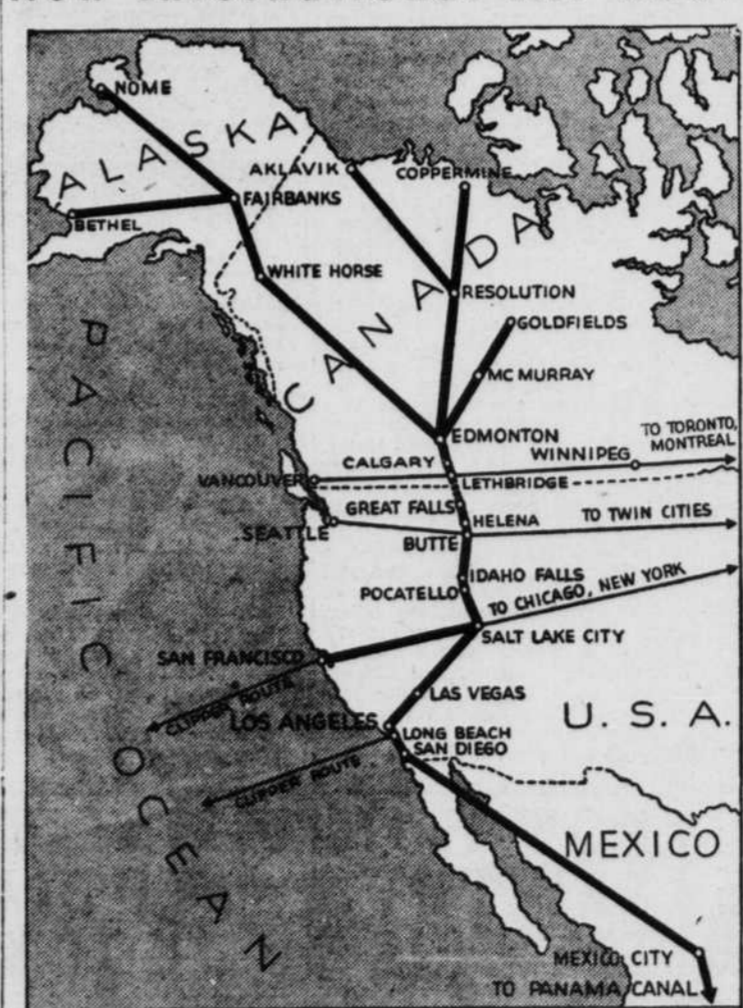 NOME
ALASKA
AKLAVIK
COPPERMINE
FAIRBANKS
BETHEL
CANADA
WHITE HORSE
RESOLUTION
GOLDFIELDS
PACIFIC OCEAN
MC MURRAY
EDMONTON
TO TORONTO,
MONTREAL
CALGARY
WINNIPEG
VANCOUVER
LETHBRIDGE
GREAT FALLS
SEATTLE
HELENA
TO TWIN CITIES
BUTTE
IDAHO FALLS
POCATELLO
TO CHICAGO, NEW YORK
SALT LAKE CITY
SAN FRANCISCO
CLIPPER ROUTE
LAS VEGAS
U.S.A.
LOS ANGELES
LONG BEACH
SAN DIEGO
CLIPPER ROUTE
MEXICO
MEXICO CITY
TO PANAMA CANAL